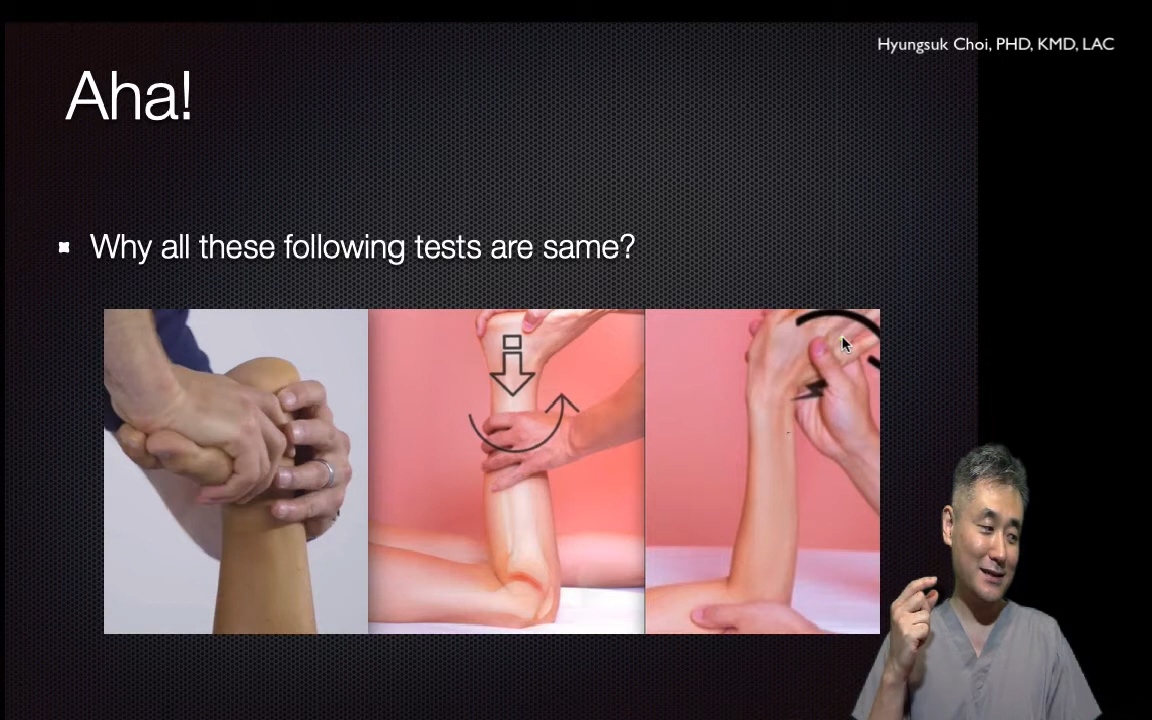 Hyungsuk Choi, PHD, KMD, LAC
Aha!
Why all these following tests are same?